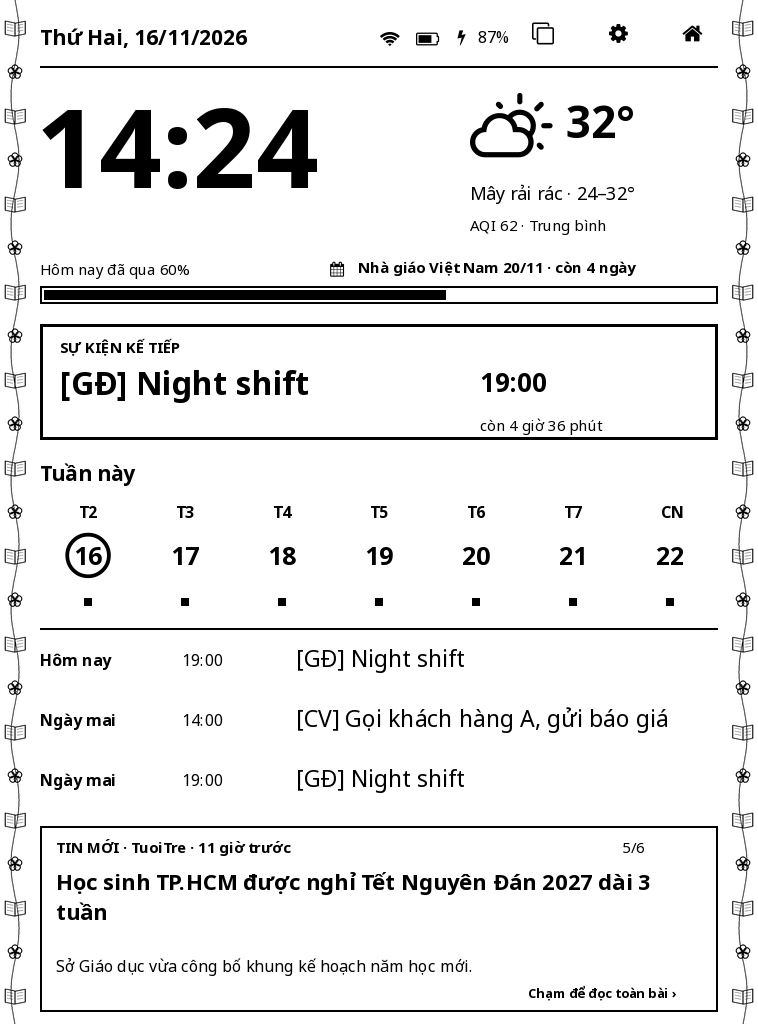 Thứ Hai, 16/11/2026 87%
14:24
32°
Mây rải rác · 24–32°
AQI 62 · Trung bình
Hôm nay đã qua 60%
Nhà giáo Việt Nam 20/11 · còn 4 ngày
SỰ KIỆN KẾ TIẾP
[GĐ] Night shift
19:00
còn 4 giờ 36 phút
Tuần này
T2 T3 T4 T5 T6 T7 CN
16 17 18 19 20 21 22
Hôm nay 19:00 [GĐ] Night shift
Ngày mai 14:00 [CV] Gọi khách hàng A, gửi báo giá
Ngày mai 19:00 [GĐ] Night shift
TIN MỚI · TuoiTre · 11 giờ trước 5/6
Học sinh TP.HCM được nghỉ Tết Nguyên Đán 2027 dài 3
tuần
Sở Giáo dục vừa công bố khung kế hoạch năm học mới.
Chạm để đọc toàn bài ›